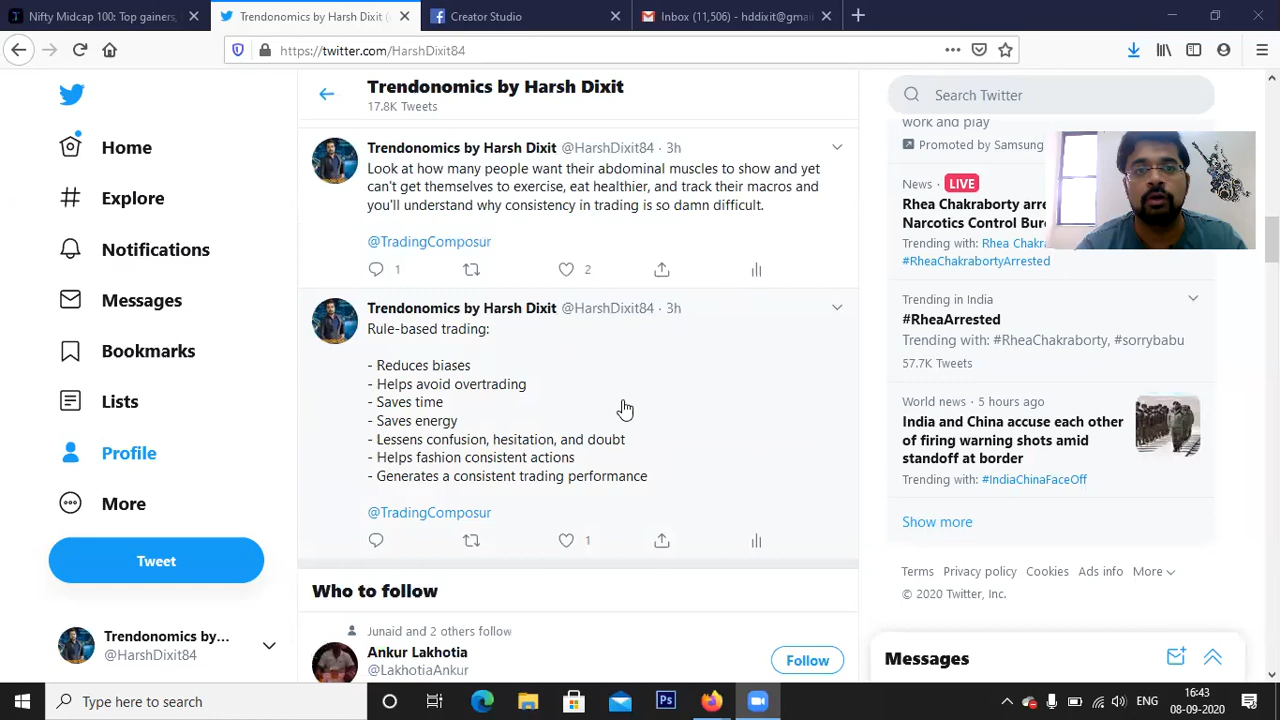 Nifty Midcap 100: Top gainers,
Trendonomics by Harsh Dixit (
Creator Studio
Inbox (11,506) - hddixit@gmai
https://twitter.com/HarshDixit84
Home
Explore
Notifications
Messages
Bookmarks
Lists
Profile
More
Tweet
Trendonomics by...
@HarshDixit84
Trendonomics by Harsh Dixit
17.8K Tweets
Trendonomics by Harsh Dixit @HarshDixit84 · 3h
Look at how many people want their abdominal muscles to show and yet
can't get themselves to exercise, eat healthier, and track their macros and
you'll understand why consistency in trading is so damn difficult.
@TradingComposur
1 2
Trendonomics by Harsh Dixit @HarshDixit84 · 3h
Rule-based trading:
- Reduces biases
- Helps avoid overtrading
- Saves time
- Saves energy
- Lessens confusion, hesitation, and doubt
- Helps fashion consistent actions
- Generates a consistent trading performance
@TradingComposur
1
Who to follow
Junaid and 2 others follow
Ankur Lakhotia
@LakhotiaAnkur
Follow
Search Twitter
work and play
Promoted by Samsung
News · LIVE
Rhea Chakraborty arre
Narcotics Control Bur
Trending with: Rhea Chakra
#RheaChakrabortyArrested
Trending in India
#RheaArrested
Trending with: #RheaChakraborty, #sorrybabu
57.7K Tweets
World news · 5 hours ago
India and China accuse each other
of firing warning shots amid
standoff at border
Trending with: #IndiaChinaFaceOff
Show more
Terms Privacy policy Cookies Ads info More
© 2020 Twitter, Inc.
Messages
Type here to search
Ps
ENG
16:43
08-09-2020